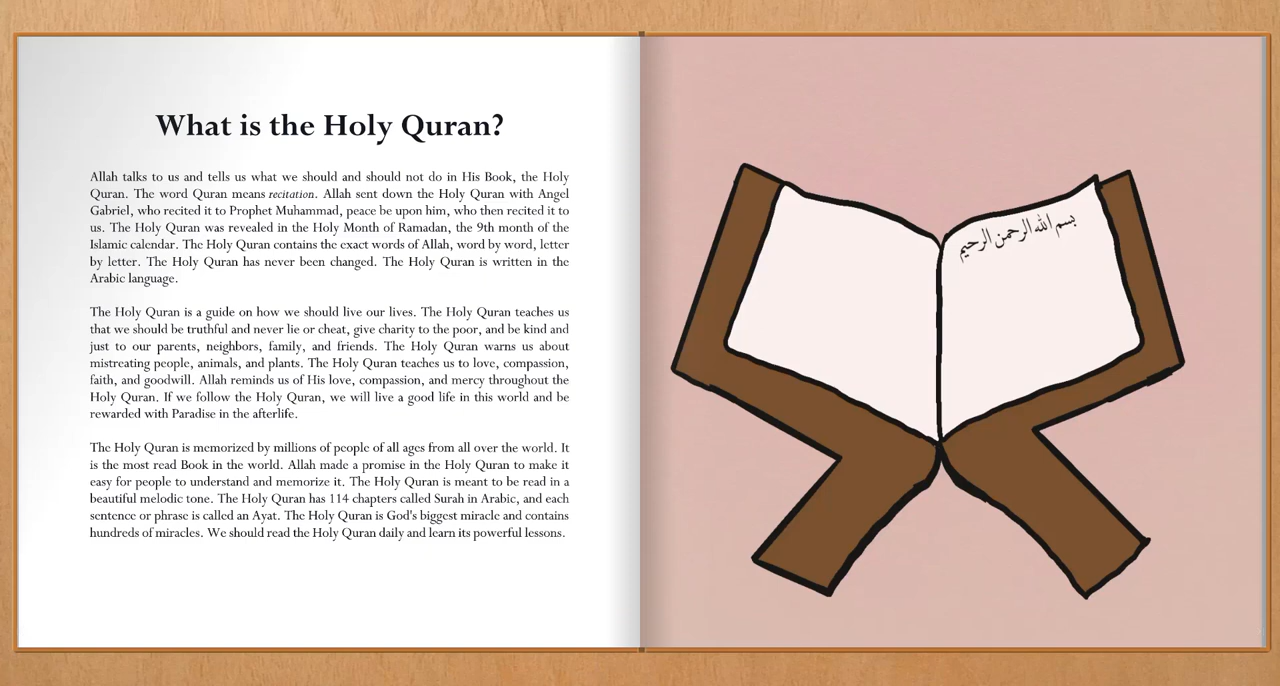 What is the Holy Quran?
Allah talks to us and tells us what we should and should not do in His Book, the Holy
Quran. The word Quran means recitation. Allah sent down the Holy Quran with Angel
Gabriel, who recited it to Prophet Muhammad, peace be upon him, who then recited it to
us. The Holy Quran was revealed in the Holy Month of Ramadan, the 9th month of the
Islamic calendar. The Holy Quran contains the exact words of Allah, word by word, letter
by letter. The Holy Quran has never been changed. The Holy Quran is written in the
Arabic language.
The Holy Quran is a guide on how we should live our lives. The Holy Quran teaches us
that we should be truthful and never lie or cheat, give charity to the poor, and be kind and
just to our parents, neighbors, family, and friends. The Holy Quran warns us about
mistreating people, animals, and plants. The Holy Quran teaches us to love, compassion,
faith, and goodwill. Allah reminds us of His love, compassion, and mercy throughout the
Holy Quran. If we follow the Holy Quran, we will live a good life in this world and be
rewarded with Paradise in the afterlife.
The Holy Quran is memorized by millions of people of all ages from all over the world. It
is the most read Book in the world. Allah made a promise in the Holy Quran to make it
easy for people to understand and memorize it. The Holy Quran is meant to be read in a
beautiful melodic tone. The Holy Quran has 114 chapters called Surah in Arabic, and each
sentence or phrase is called an Ayat. The Holy Quran is God's biggest miracle and contains
hundreds of miracles. We should read the Holy Quran daily and learn its powerful lessons.
بسم الله الرحمن الرحيم